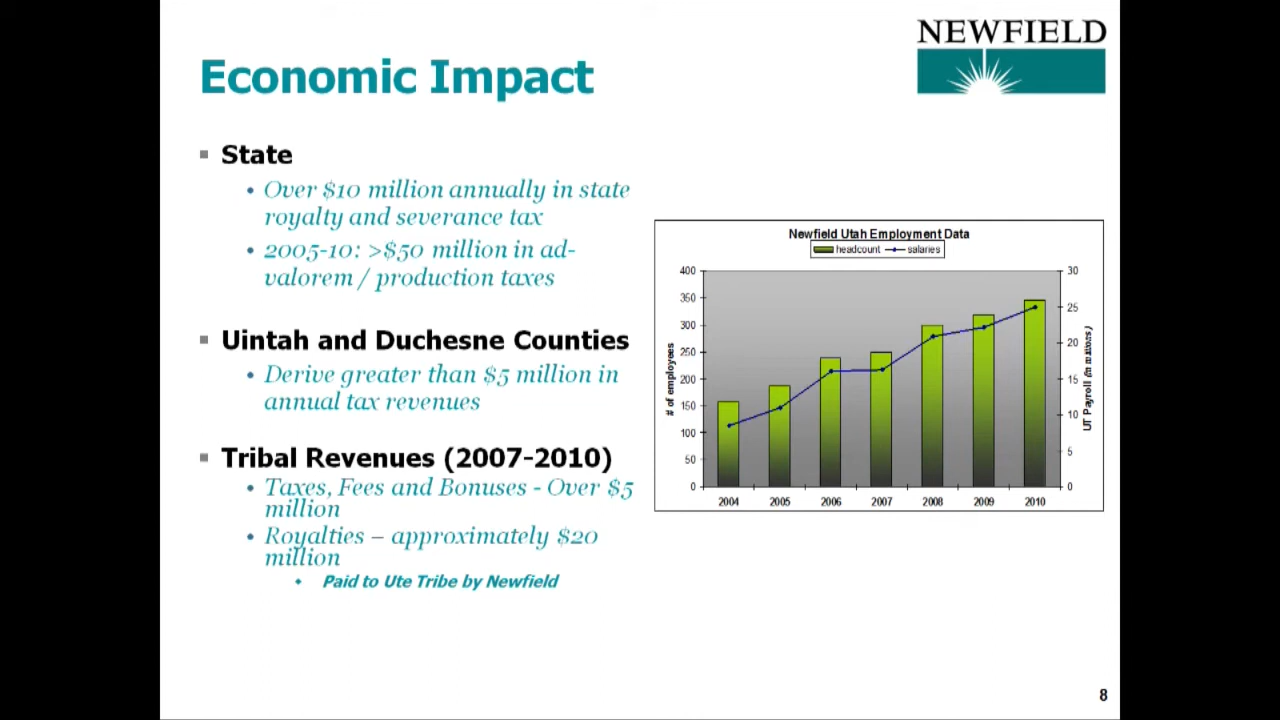 NEWFIELD
Economic Impact
State
Over $10 million annually in state
royalty and severance tax
2005-10: >$50 million in ad-
valorem / production taxes
Uintah and Duchesne Counties
Derive greater than $5 million in
annual tax revenues
Tribal Revenues (2007-2010)
Taxes, Fees and Bonuses - Over $5
million
Royalties – approximately $20
million
Paid to Ute Tribe by Newfield
Newfield Utah Employment Data
headcount salaries
# of employees
400
350
300
250
200
150
100
50
0
30
25
20
15
10
5
0
UT Payroll (in millions)
2004 2005 2006 2007 2008 2009 2010
8